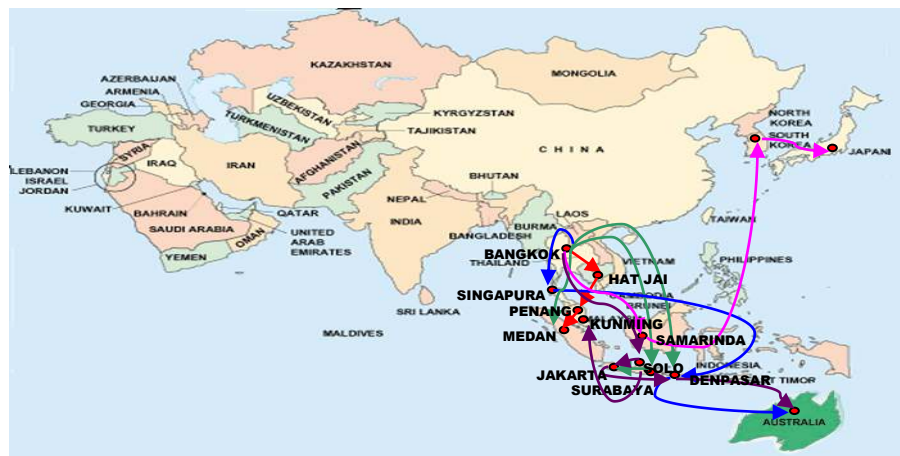 KAZAKHSTAN
MONGOLIA
AZERBAIJAN
ARMENIA
GEORGIA
UZBEKISTAN
KYRGYZSTAN
NORTH
KOREA
TURKEY
TURKMENISTAN
TAJIKISTAN
SOUTH
KOREA
JAPANI
SYRIA
CHINA
LEBANON
ISRAEL
JORDAN
IRAQ
IRAN
AFGHANISTAN
PAKISTAN
NEPAL
BHUTAN
KUWAIT
BAHRAIN
QATAR
SAUDI ARABIA
OMAN
UNITED
ARAB
EMIRATES
YEMEN
INDIA
BANGLADESH
BURMA
LAOS
TAIWAN
THAILAND
VIETNAM
PHILIPPINES
BANGKOK
HAT JAI
BRUNEI
SINGAPURA
SRI LANKA
MALDIVES
PENANG
KUNMING
MEDAN
SAMARINDA
SOLO
INDONESIA
JAKARTA
DENPASAR
TIMOR
SURABAYA
AUSTRALIA